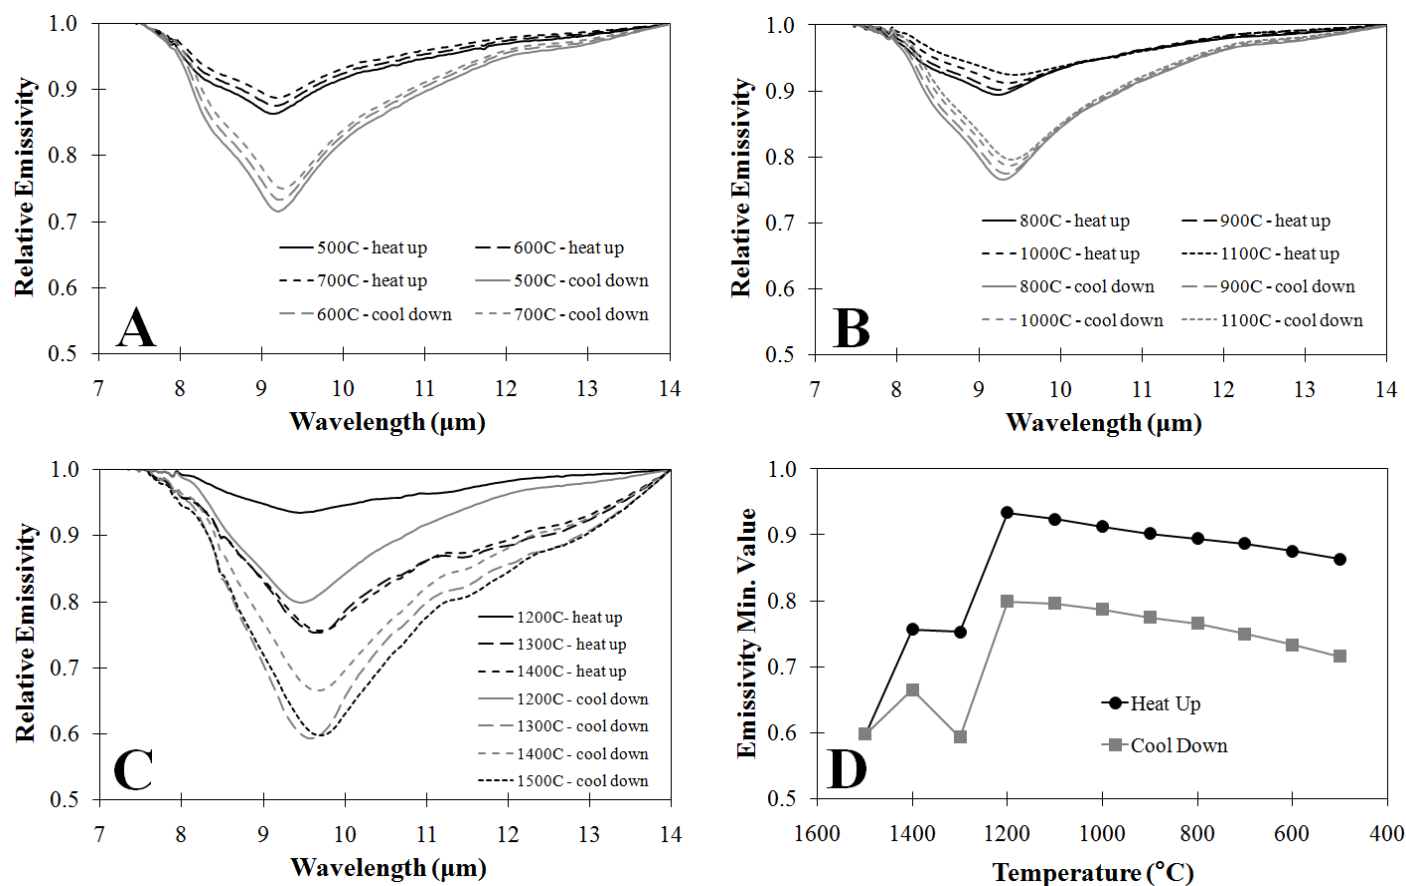 1.0
0.9
0.8
0.7
0.6
0.5
Relative Emissivity
500C - heat up
600C - heat up
700C - heat up
500C - cool down
600C - cool down
700C - cool down
A
7 8 9 10 11 12 13 14
Wavelength (μm)
1.0
0.9
0.8
0.7
0.6
0.5
Relative Emissivity
800C - heat up
900C - heat up
1000C - heat up
1100C - heat up
800C - cool down
900C - cool down
1000C - cool down
1100C - cool down
B
7 8 9 10 11 12 13 14
Wavelength (μm)
1.0
0.9
0.8
0.7
0.6
0.5
Relative Emissivity
1200C- heat up
1300C - heat up
1400C - heat up
1200C - cool down
1300C - cool down
1400C - cool down
1500C - cool down
C
7 8 9 10 11 12 13 14
Wavelength (μm)
1.0
0.9
0.8
0.7
0.6
0.5
Emissivity Min. Value
Heat Up
Cool Down
D
1600 1400 1200 1000 800 600 400
Temperature (°C)